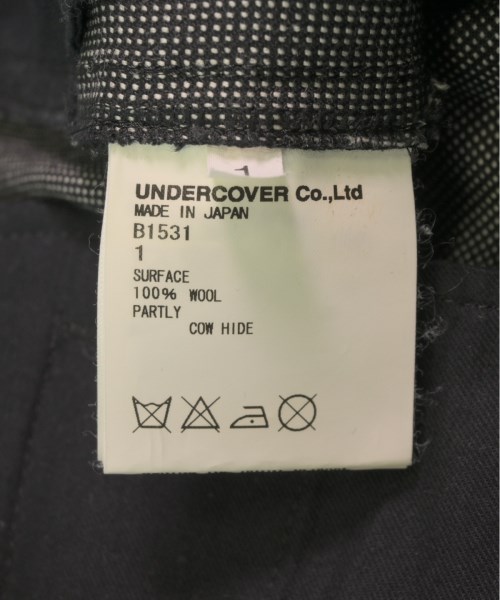 1
UNDERCOVER Co.,Ltd
MADE IN JAPAN
B1531
1
SURFACE
100% WOOL
PARTLY
COW HIDE